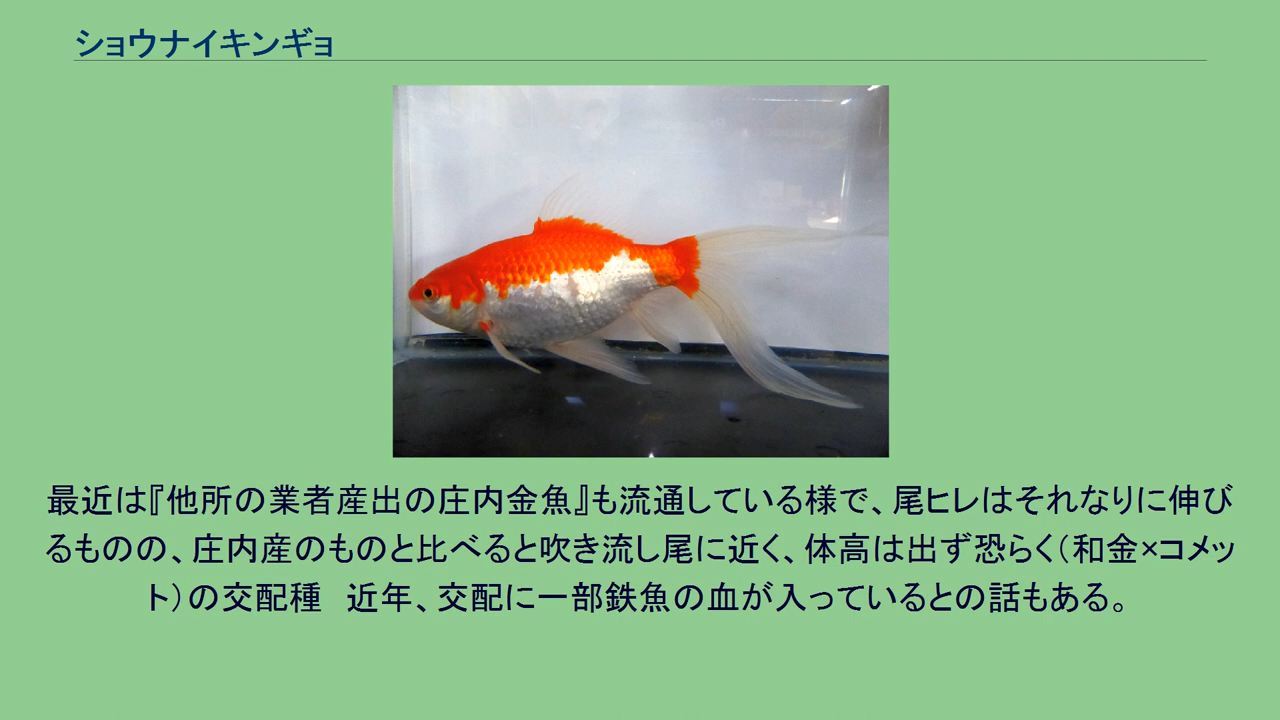 ショウナイキンギョ
最近は『他所の業者産出の庄内金魚』も流通している様で、尾ヒレはそれなりに伸び
るものの、庄内産のものと比べると吹き流し尾に近く、体高は出ず恐らく（和金×コメッ
ト）の交配種　近年、交配に一部鉄魚の血が入っているとの話もある。